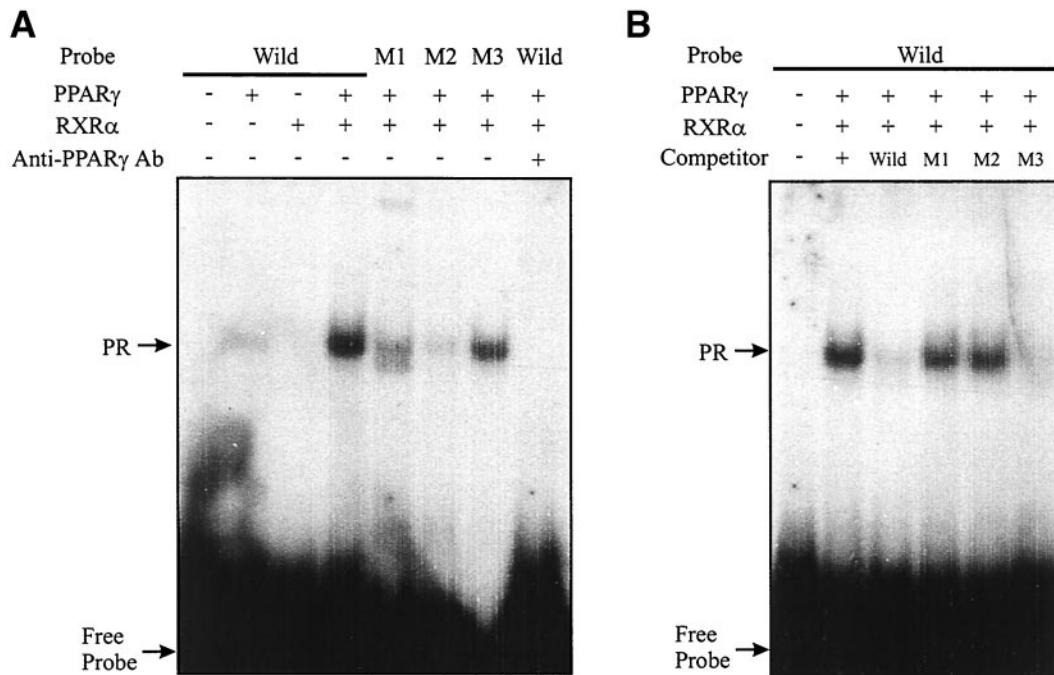 A
Probe Wild M1 M2 M3 Wild
PPARγ - + - + + + + +
RXRα - - + + + + + +
Anti-PPARγ Ab - - - - - - - +
PR
Free
Probe
B
Probe Wild
PPARγ - + + + + +
RXRα - + + + + +
Competitor - + Wild M1 M2 M3
PR
Free
Probe